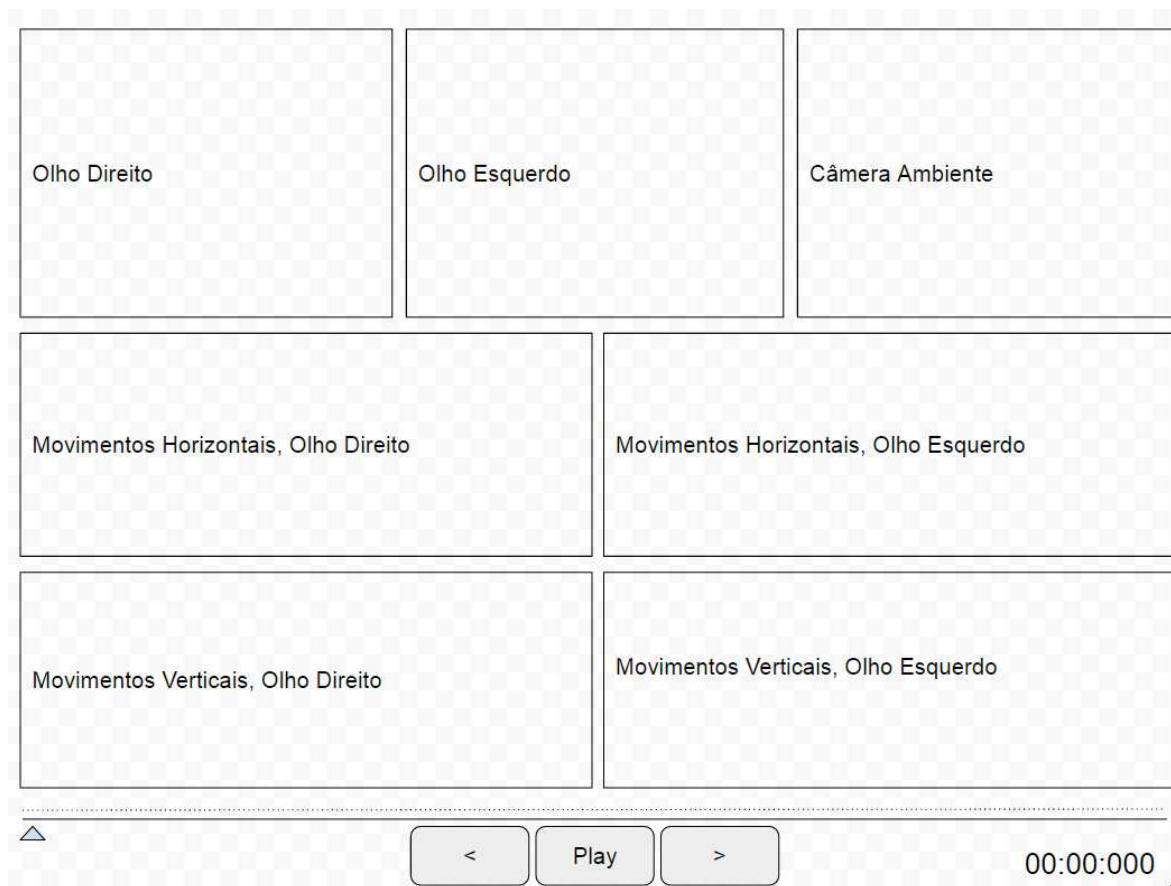 Olho Direito
Olho Esquerdo
Câmera Ambiente
Movimentos Horizontais, Olho Direito
Movimentos Horizontais, Olho Esquerdo
Movimentos Verticais, Olho Direito
Movimentos Verticais, Olho Esquerdo
<
Play
>
00:00:000